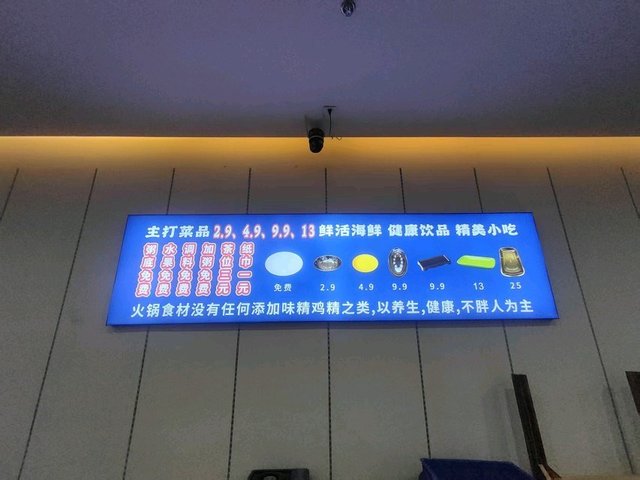 主打菜品 2.9、4.9、9.9、13 鲜活海鲜 健康饮品 精美小吃
粥底免费
水果免费
调料免费
加粥免费
茶位三元
纸巾一元
免费 2.9 4.9 9.9 9.9 13 25
火锅食材没有任何添加味精鸡精之类,以养生,健康,不胖人为主